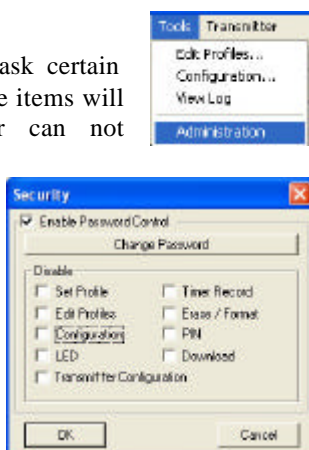 Tools Transmitter
Edit Profiles...
Configuration...
View Log
Administration
ask certain
e items will
r can not
Security
Enable Password Control
Change Password
Disable
Set Profile Timer Record
Edit Profiles Erase / Format
Configuration PIN
LED Download
Transmitter Configuration
OK Cancel